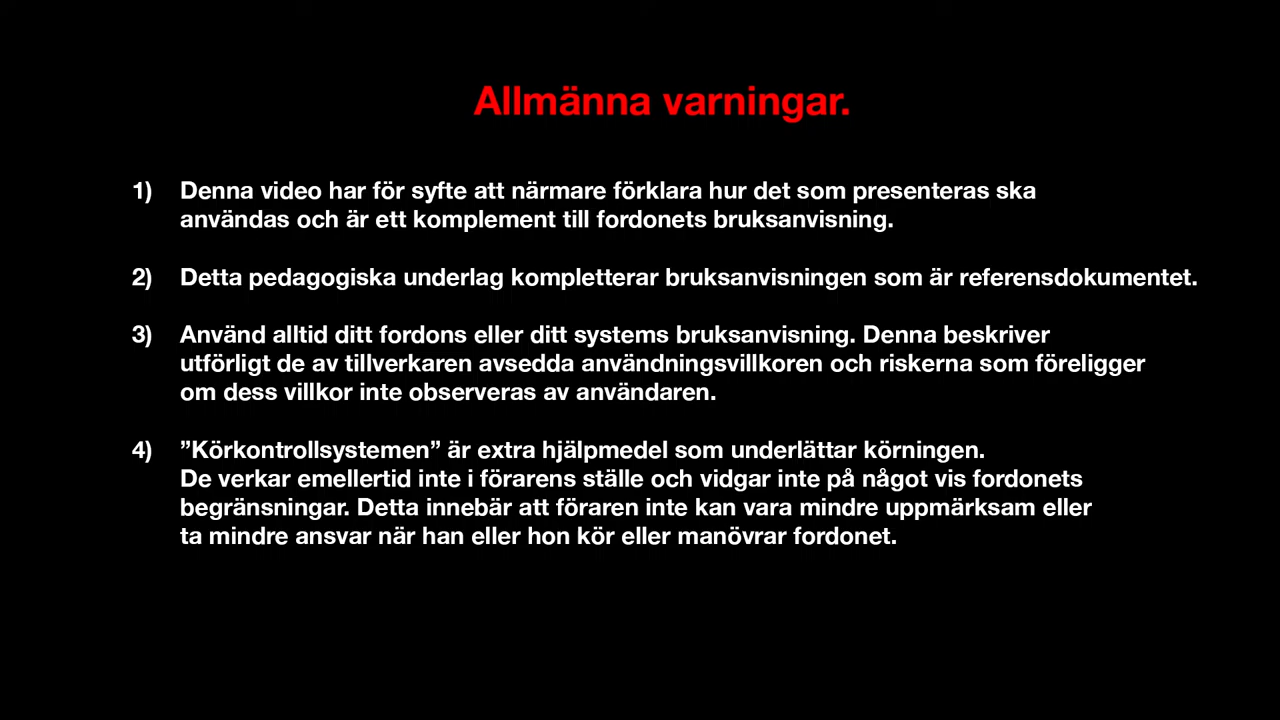 Allmänna varningar.
1) Denna video har för syfte att närmare förklara hur det som presenteras ska
användas och är ett komplement till fordonets bruksanvisning.
2) Detta pedagogiska underlag kompletterar bruksanvisningen som är referensdokumentet.
3) Använd alltid ditt fordons eller ditt systems bruksanvisning. Denna beskriver
utförligt de av tillverkaren avsedda användningsvillkoren och riskerna som föreligger
om dess villkor inte observeras av användaren.
4) ”Körkontrollsystemen” är extra hjälpmedel som underlättar körningen.
De verkar emellertid inte i förarens ställe och vidgar inte på något vis fordonets
begränsningar. Detta innebär att föraren inte kan vara mindre uppmärksam eller
ta mindre ansvar när han eller hon kör eller manövrar fordonet.